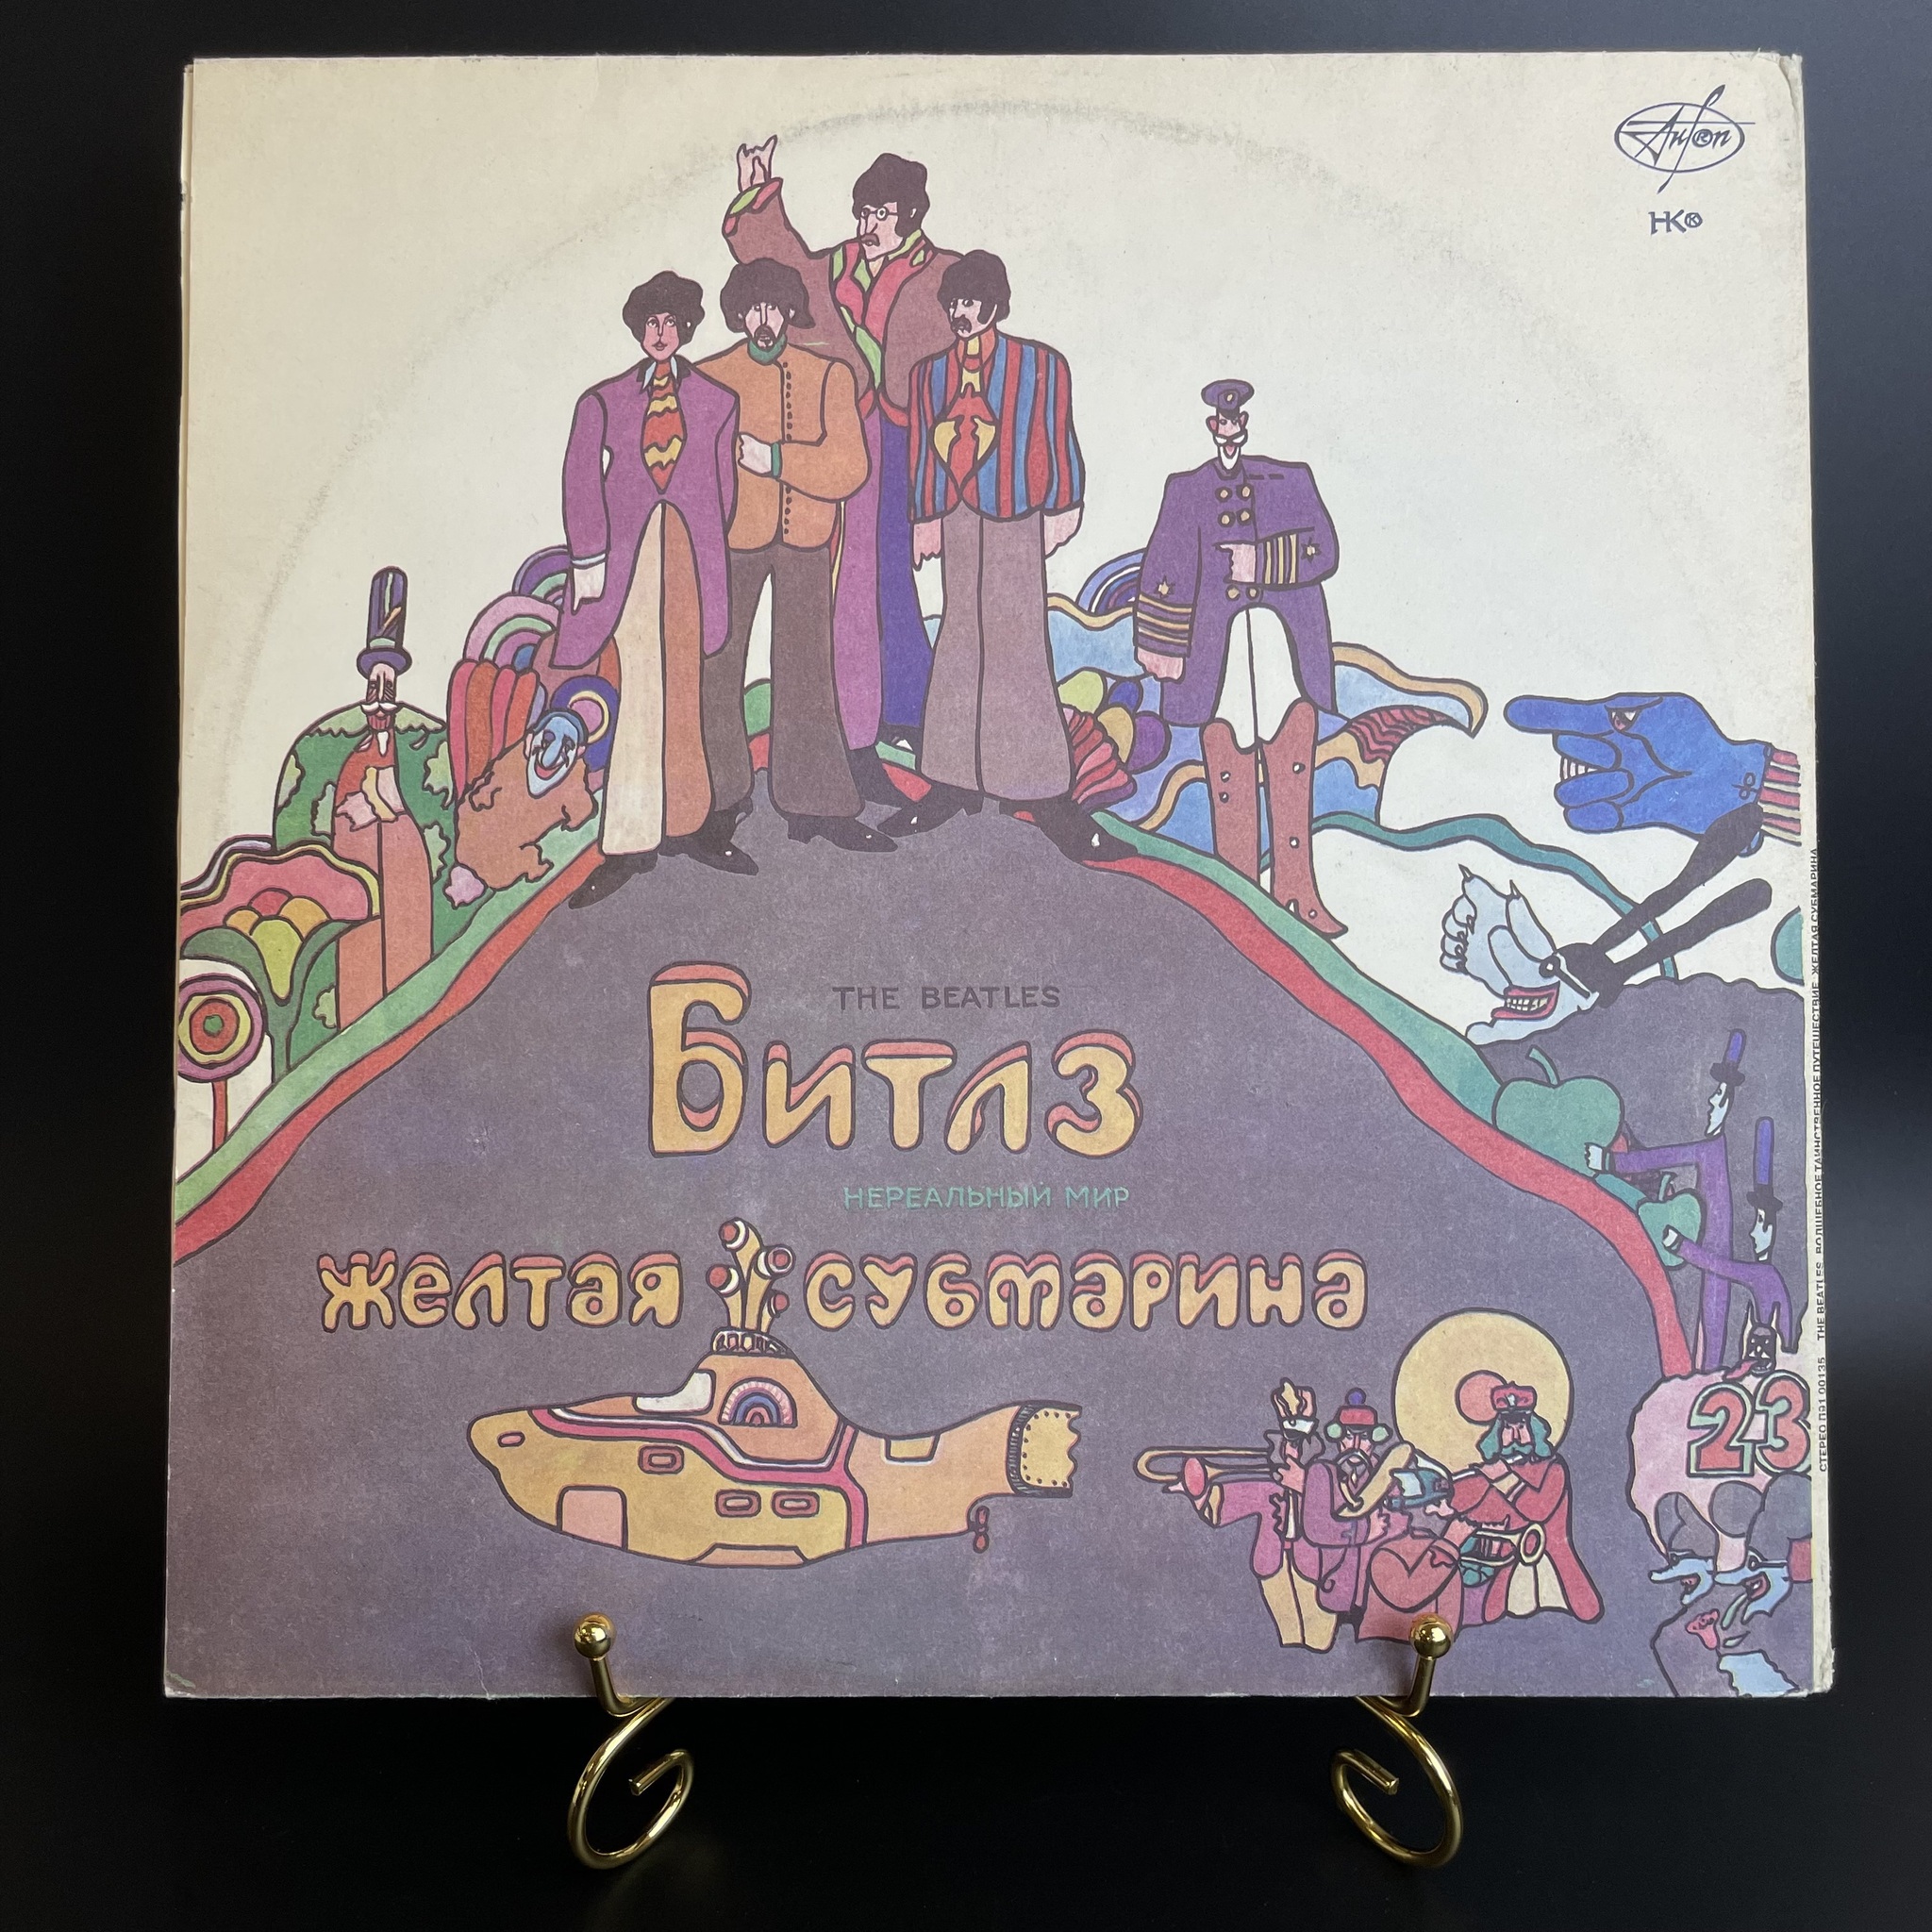 Антоп
НК®
THE BEATLES
Битлз
НЕРЕАЛЬНЫЙ МИР
желтая субмарина
23
СТЕРЕО П91 00135 THE BEATLES ВОЛШЕБНОЕ ТАИНСТВЕННОЕ ПУТЕШЕСТВИЕ ЖЕЛТАЯ СУБМАРИНА